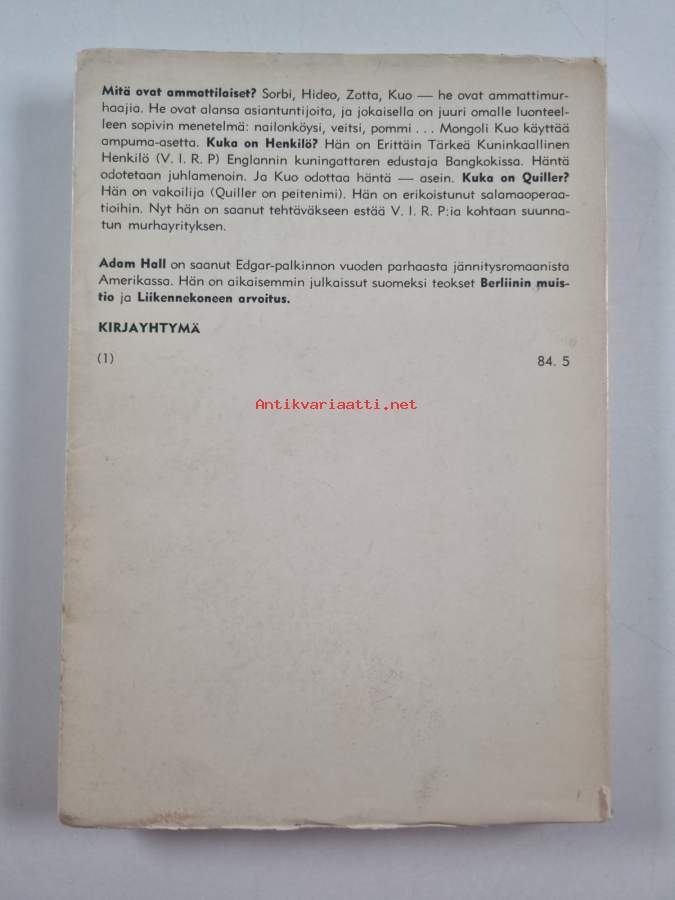 Mitä ovat ammattilaiset? Sorbi, Hideo, Zotta, Kuo — he ovat ammattimur-
haajia. He ovat alansa asiantuntijoita, ja jokaisella on juuri omalle luonteel-
leen sopivin menetelmä: nailonköysi, veitsi, pommi . . . Mongoli Kuo käyttää
ampuma-asetta. Kuka on Henkilö? Hän on Erittäin Tärkeä Kuninkaallinen
Henkilö (V. I. R. P) Englannin kuningattaren edustaja Bangkokissa. Häntä
odotetaan juhlamenoin. Ja Kuo odottaa häntä — asein. Kuka on Quiller?
Hän on vakoilija (Quiller on peitenimi). Hän on erikoistunut salamaoperaa-
tioihin. Nyt hän on saanut tehtäväkseen estää V. I. R. P:ia kohtaan suunna-
tun murhayrityksen.
Adam Hall on saanut Edgar-palkinnon vuoden parhaasta jännitysromaanista
Amerikassa. Hän on aikaisemmin julkaissut suomeksi teokset Berliinin muis-
tio ja Liikennekoneen arvoitus.
KIRJAYHTYMÄ
(1) 84. 5
Antikvariaatti.net